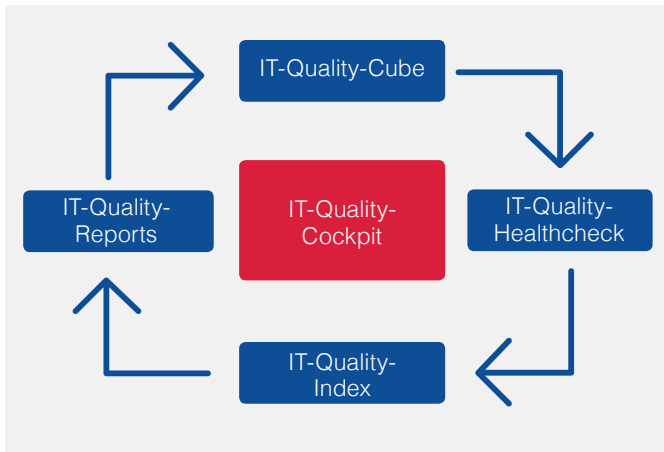 IT-Quality-Cube
IT-Quality-
Reports
IT-Quality-
Cockpit
IT-Quality-
Healthcheck
IT-Quality-
Index